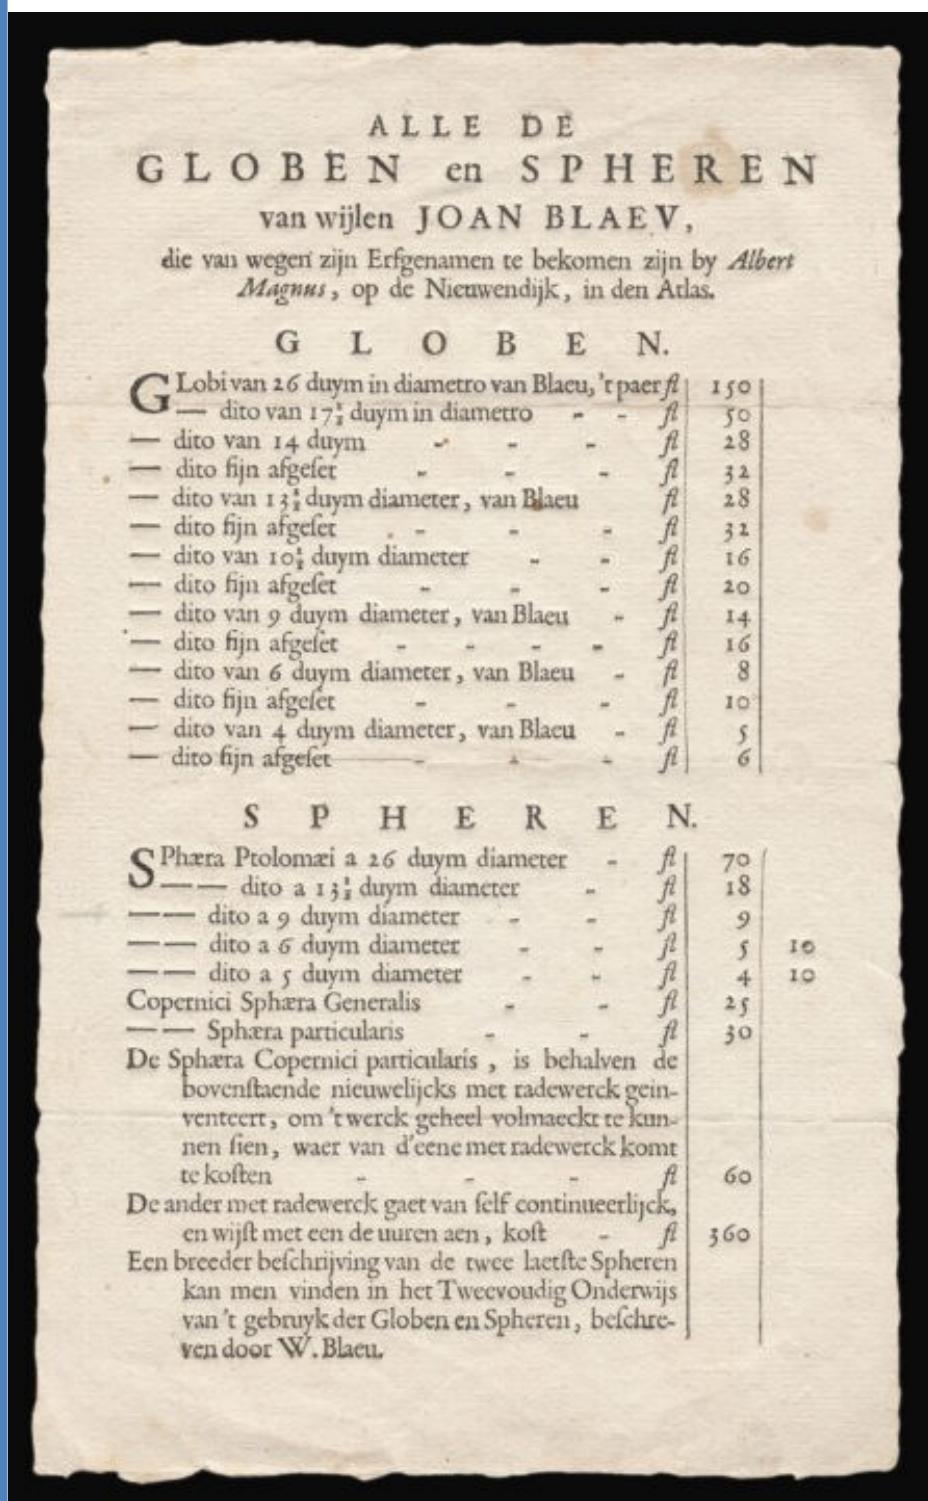 ALLE DE
GLOBEN en SPHEREN
van wijlen JOAN BLAEV,
die van wegen zijn Erfgenamen te bekomen zijn by Albert
Magnus, op de Nieuwendijk, in den Atlas.
GLOBEN.
GLobi van 26 duym in diametro van Blaeu, 't paer fl 150
— dito van 17½ duym in diametro - - fl 50
— dito van 14 duym - - - fl 28
— dito fijn afgeſet - - - fl 32
— dito van 13½ duym diameter, van Blaeu fl 28
— dito fijn afgeſet - - - fl 32
— dito van 10½ duym diameter - - fl 16
— dito fijn afgeſet - - - fl 20
— dito van 9 duym diameter, van Blaeu - fl 14
— dito fijn afgeſet - - - - fl 16
— dito van 6 duym diameter, van Blaeu - fl 8
— dito fijn afgeſet - - - fl 10
— dito van 4 duym diameter, van Blaeu - fl 5
— dito fijn afgeſet - - - fl 6
SPHEREN.
SPhæra Ptolomæi a 26 duym diameter - fl 70
—— dito a 13½ duym diameter - fl 18
—— dito a 9 duym diameter - - fl 9
—— dito a 6 duym diameter - - fl 5 10
—— dito a 5 duym diameter - - fl 4 10
Copernici Sphæra Generalis - - fl 25
—— Sphæra particularis - - fl 30
De Sphæra Copernici particularis, is behalven de
bovenſtaende nieuwelijcks met radewerck gein-
venteert, om 't werck geheel volmaeckt te kun-
nen ſien, waer van d'eene met radewerck komt
te koſten - - - fl 60
De ander met radewerck gaet van ſelf continueerlijck,
en wijſt met een de uuren aen, koſt - fl 360
Een breeder beſchrijving van de twee laetſte Spheren
kan men vinden in het Tweevoudig Onderwijs
van 't gebruyk der Globen en Spheren, beſchre-
ven door W. Blaeu.